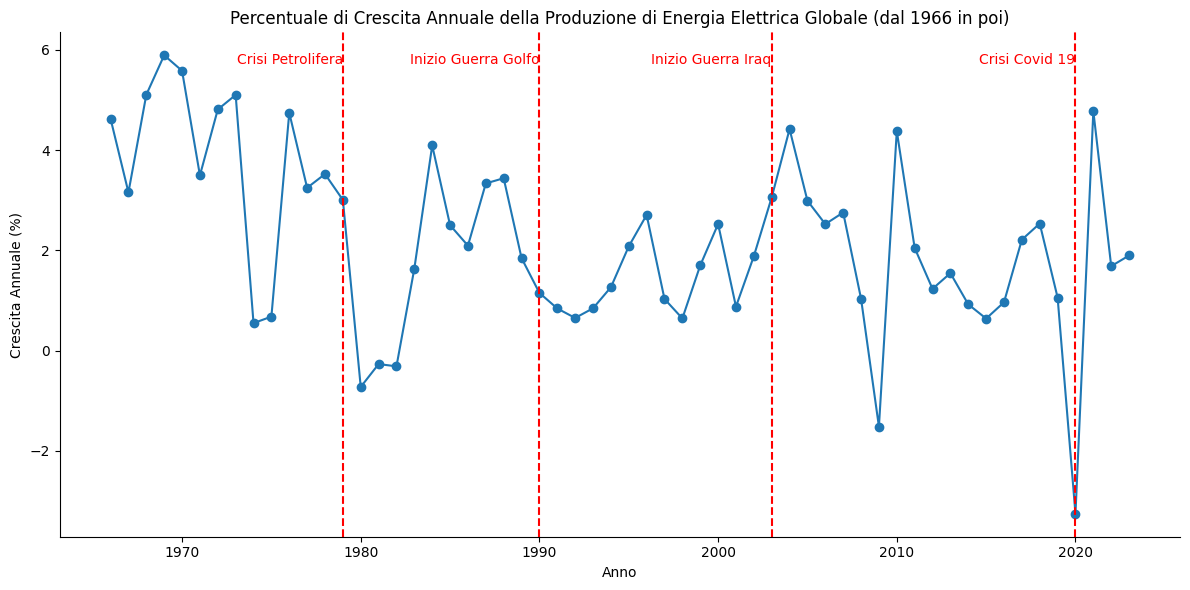 Percentuale di Crescita Annuale della Produzione di Energia Elettrica Globale (dal 1966 in poi)
Crisi Petrolifera
Inizio Guerra Golfo
Inizio Guerra Iraq
Crisi Covid 19
Crescita Annuale (%)
6
4
2
0
−2
1970
1980
1990
2000
2010
2020
Anno